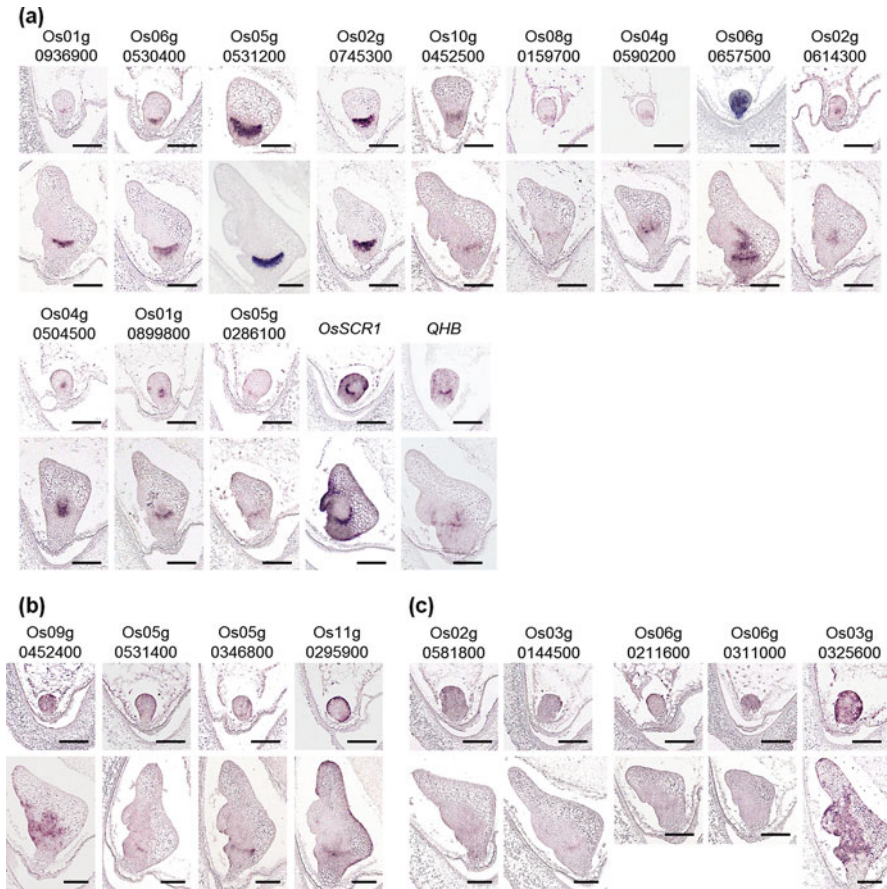 (a)
Os01g Os06g Os05g Os02g Os10g Os08g Os04g Os06g Os02g
0936900 0530400 0531200 0745300 0452500 0159700 0590200 0657500 0614300
Os04g Os01g Os05g
0504500 0899800 0286100 OsSCR1 QHB
(b) (c)
Os09g Os05g Os05g Os11g Os02g Os03g Os06g Os06g Os03g
0452400 0531400 0346800 0295900 0581800 0144500 0211600 0311000 0325600